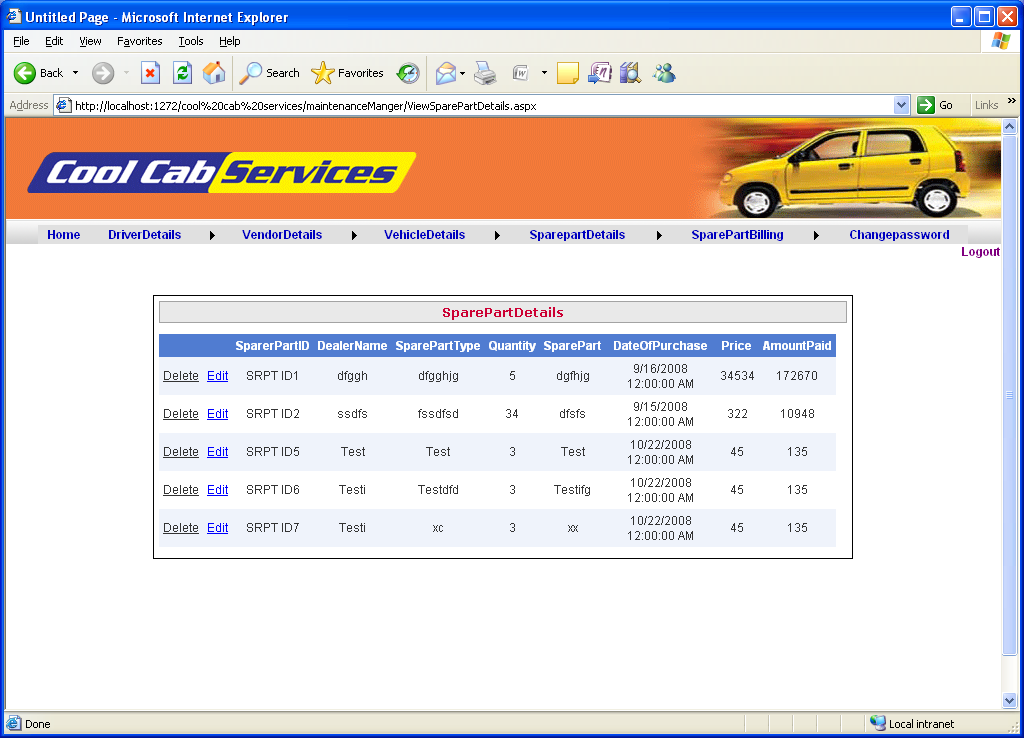 Untitled Page - Microsoft Internet Explorer
File Edit View Favorites Tools Help
Back Search Favorites
Address http://localhost:1272/cool%20cab%20services/maintenanceManger/ViewSparePartDetails.aspx Go Links »
Cool Cab Services
Home DriverDetails VendorDetails VehicleDetails SparepartDetails SparePartBilling Changepassword
Logout
SparePartDetails
SparerPartID DealerName SparePartType Quantity SparePart DateOfPurchase Price AmountPaid
Delete Edit SRPT ID1 dfggh dfgghjg 5 dgfhjg 9/16/2008 12:00:00 AM 34534 172670
Delete Edit SRPT ID2 ssdfs fssdfsd 34 dfsfs 9/15/2008 12:00:00 AM 322 10948
Delete Edit SRPT ID5 Test Test 3 Test 10/22/2008 12:00:00 AM 45 135
Delete Edit SRPT ID6 Testi Testdfd 3 Testifg 10/22/2008 12:00:00 AM 45 135
Delete Edit SRPT ID7 Testi xc 3 xx 10/22/2008 12:00:00 AM 45 135
Done Local intranet